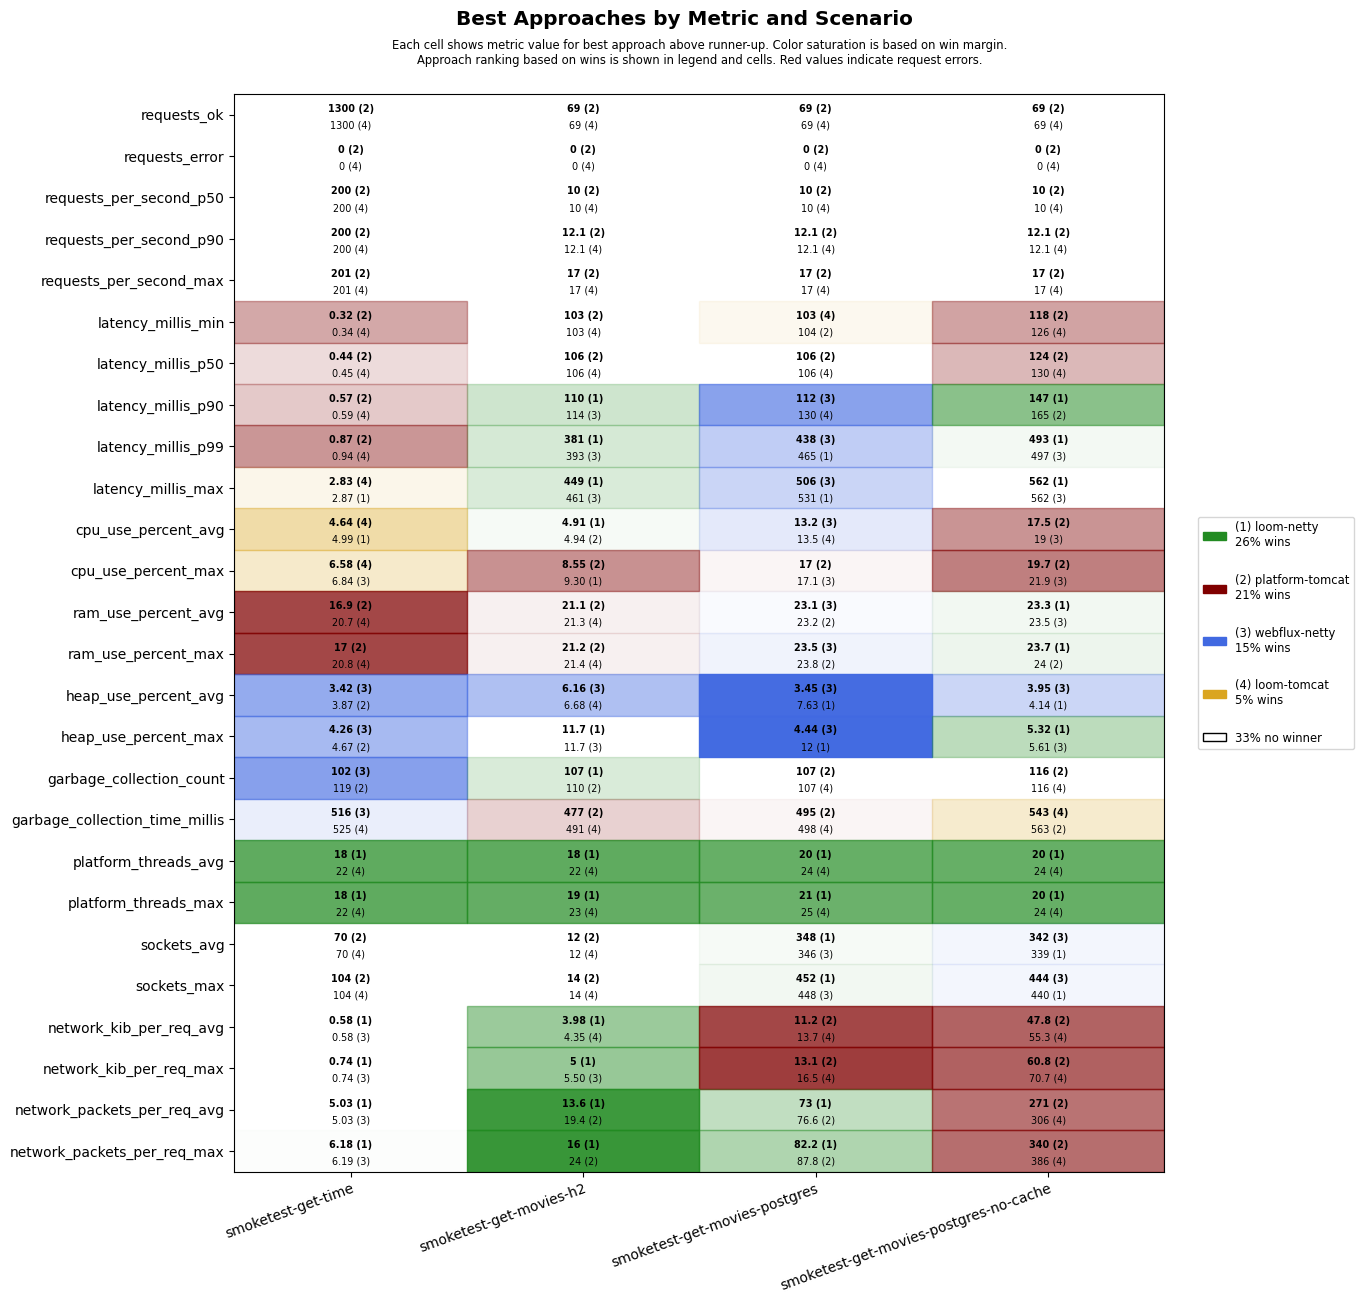 Best Approaches by Metric and Scenario
Each cell shows metric value for best approach above runner-up. Color saturation is based on win margin.
Approach ranking based on wins is shown in legend and cells. Red values indicate request errors.
requests_ok
1300 (2) 69 (2) 69 (2) 69 (2)
1300 (4) 69 (4) 69 (4) 69 (4)
requests_error
0 (2) 0 (2) 0 (2) 0 (2)
0 (4) 0 (4) 0 (4) 0 (4)
requests_per_second_p50
200 (2) 10 (2) 10 (2) 10 (2)
200 (4) 10 (4) 10 (4) 10 (4)
requests_per_second_p90
200 (2) 12.1 (2) 12.1 (2) 12.1 (2)
200 (4) 12.1 (4) 12.1 (4) 12.1 (4)
requests_per_second_max
201 (2) 17 (2) 17 (2) 17 (2)
201 (4) 17 (4) 17 (4) 17 (4)
latency_millis_min
0.32 (2) 103 (2) 103 (4) 118 (2)
0.34 (4) 103 (4) 104 (2) 126 (4)
latency_millis_p50
0.44 (2) 106 (2) 106 (2) 124 (2)
0.45 (4) 106 (4) 106 (4) 130 (4)
latency_millis_p90
0.57 (2) 110 (1) 112 (3) 147 (1)
0.59 (4) 114 (3) 130 (4) 165 (2)
latency_millis_p99
0.87 (2) 381 (1) 438 (3) 493 (1)
0.94 (4) 393 (3) 465 (1) 497 (3)
latency_millis_max
2.83 (4) 449 (1) 506 (3) 562 (1)
2.87 (1) 461 (3) 531 (1) 562 (3)
cpu_use_percent_avg
4.64 (4) 4.91 (1) 13.2 (3) 17.5 (2)
4.99 (1) 4.94 (2) 13.5 (4) 19 (3)
cpu_use_percent_max
6.58 (4) 8.55 (2) 17 (2) 19.7 (2)
6.84 (3) 9.30 (1) 17.1 (3) 21.9 (3)
ram_use_percent_avg
16.9 (2) 21.1 (2) 23.1 (3) 23.3 (1)
20.7 (4) 21.3 (4) 23.2 (2) 23.5 (3)
ram_use_percent_max
17 (2) 21.2 (2) 23.5 (3) 23.7 (1)
20.8 (4) 21.4 (4) 23.8 (2) 24 (2)
heap_use_percent_avg
3.42 (3) 6.16 (3) 3.45 (3) 3.95 (3)
3.87 (2) 6.68 (4) 7.63 (1) 4.14 (1)
heap_use_percent_max
4.26 (3) 11.7 (1) 4.44 (3) 5.32 (1)
4.67 (2) 11.7 (3) 12 (1) 5.61 (3)
garbage_collection_count
102 (3) 107 (1) 107 (2) 116 (2)
119 (2) 110 (2) 107 (4) 116 (4)
garbage_collection_time_millis
516 (3) 477 (2) 495 (2) 543 (4)
525 (4) 491 (4) 498 (4) 563 (2)
platform_threads_avg
18 (1) 18 (1) 20 (1) 20 (1)
22 (4) 22 (4) 24 (4) 24 (4)
platform_threads_max
18 (1) 19 (1) 21 (1) 20 (1)
22 (4) 23 (4) 25 (4) 24 (4)
sockets_avg
70 (2) 12 (2) 348 (1) 342 (3)
70 (4) 12 (4) 346 (3) 339 (1)
sockets_max
104 (2) 14 (2) 452 (1) 444 (3)
104 (4) 14 (4) 448 (3) 440 (1)
network_kib_per_req_avg
0.58 (1) 3.98 (1) 11.2 (2) 47.8 (2)
0.58 (3) 4.35 (4) 13.7 (4) 55.3 (4)
network_kib_per_req_max
0.74 (1) 5 (1) 13.1 (2) 60.8 (2)
0.74 (3) 5.50 (3) 16.5 (4) 70.7 (4)
network_packets_per_req_avg
5.03 (1) 13.6 (1) 73 (1) 271 (2)
5.03 (3) 19.4 (2) 76.6 (2) 306 (4)
network_packets_per_req_max
6.18 (1) 16 (1) 82.2 (1) 340 (2)
6.19 (3) 24 (2) 87.8 (2) 386 (4)
smoketest-get-time
smoketest-get-movies-h2
smoketest-get-movies-postgres
smoketest-get-movies-postgres-no-cache
(1) loom-netty
26% wins
(2) platform-tomcat
21% wins
(3) webflux-netty
15% wins
(4) loom-tomcat
5% wins
33% no winner